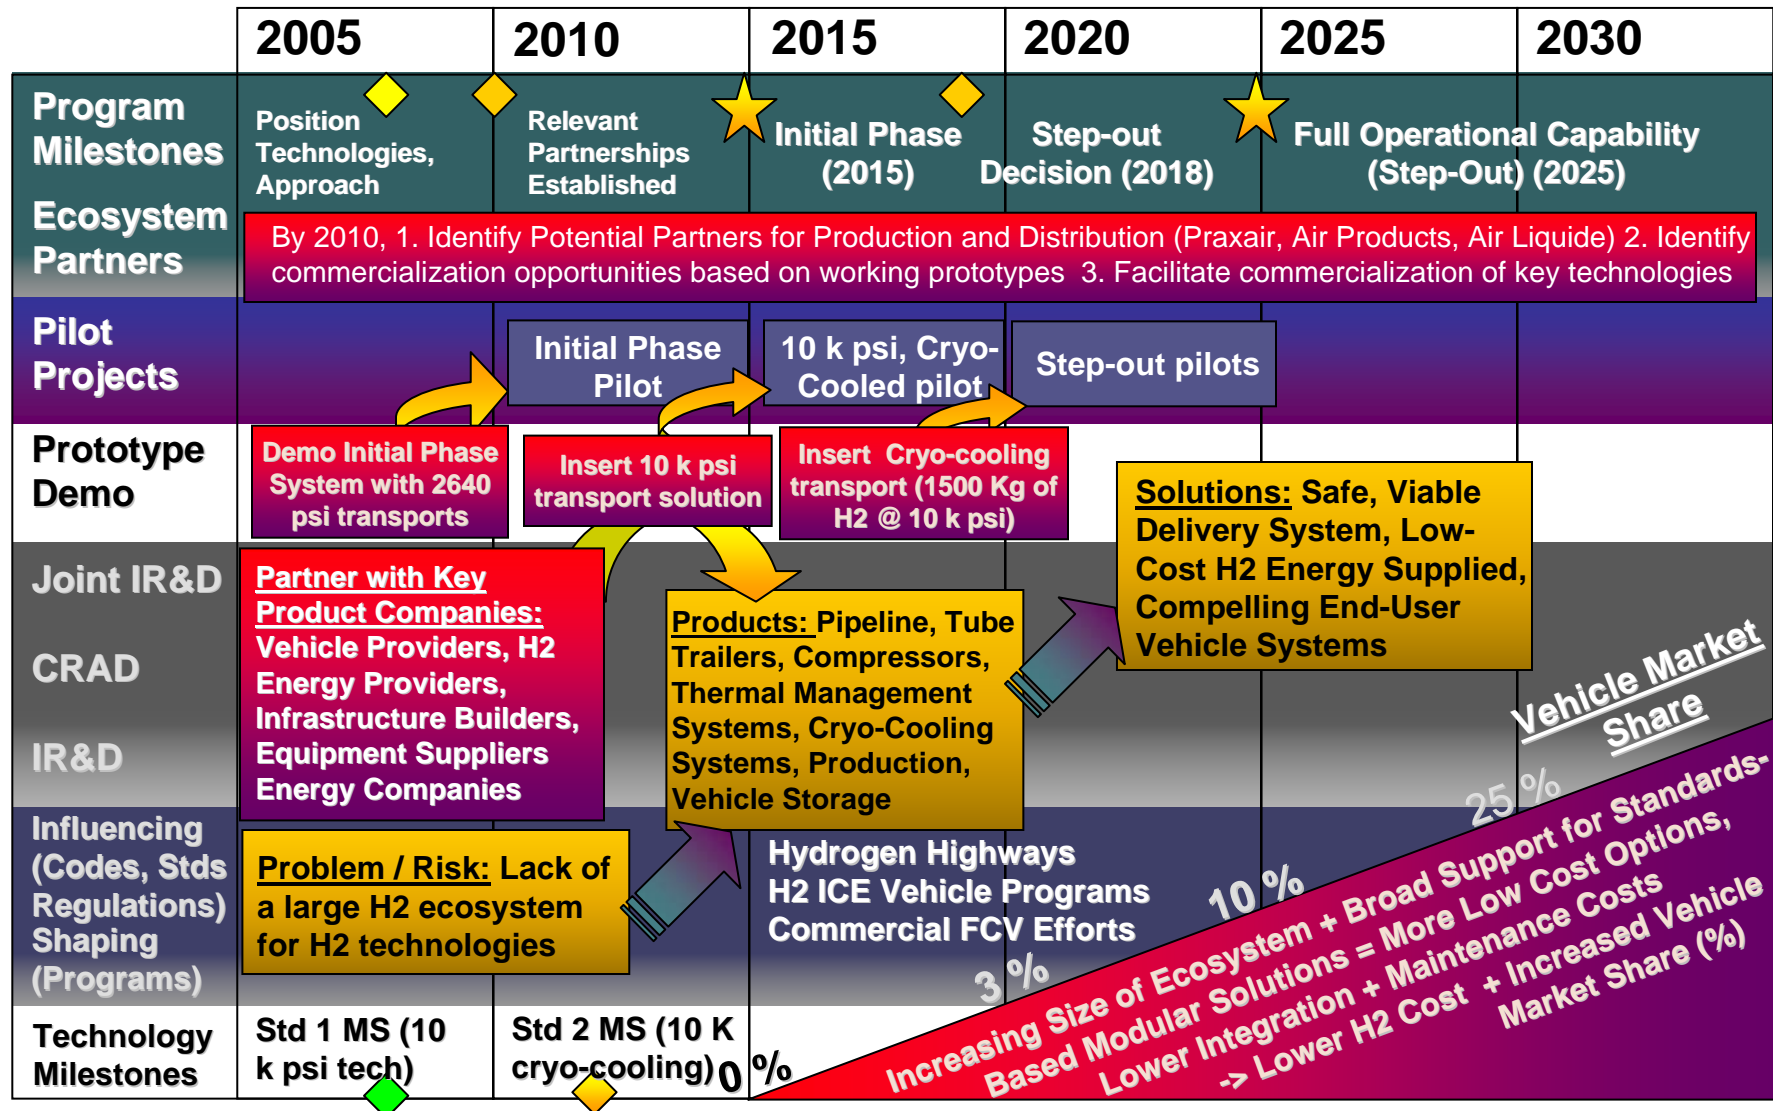 2005
2010
2015
2020
2025
2030
Program
Milestones
Position
Technologies,
Approach
Relevant
Partnerships
Established
Initial Phase
(2015)
Step-out
Decision (2018)
Full Operational Capability
(Step-Out) (2025)
Ecosystem
Partners
By 2010, 1. Identify Potential Partners for Production and Distribution (Praxair, Air Products, Air Liquide) 2. Identify
commercialization opportunities based on working prototypes 3. Facilitate commercialization of key technologies
Pilot
Projects
Initial Phase
Pilot
10 k psi, Cryo-
Cooled pilot
Step-out pilots
Prototype
Demo
Demo Initial Phase
System with 2640
psi transports
Insert 10 k psi
transport solution
Insert Cryo-cooling
transport (1500 Kg of
H2 @ 10 k psi)
Solutions: Safe, Viable
Delivery System, Low-
Cost H2 Energy Supplied,
Compelling End-User
Vehicle Systems
Joint IR&D
CRAD
IR&D
Partner with Key
Product Companies:
Vehicle Providers, H2
Energy Providers,
Infrastructure Builders,
Equipment Suppliers
Energy Companies
Products: Pipeline, Tube
Trailers, Compressors,
Thermal Management
Systems, Cryo-Cooling
Systems, Production,
Vehicle Storage
Vehicle Market
Share
Influencing
(Codes, Stds
Regulations)
Shaping
(Programs)
Problem / Risk: Lack of
a large H2 ecosystem
for H2 technologies
Hydrogen Highways
H2 ICE Vehicle Programs
Commercial FCV Efforts
0 %
3 %
10 %
25 %
Increasing Size of Ecosystem + Broad Support for Standards-
Based Modular Solutions = More Low Cost Options,
Lower Integration + Maintenance Costs
-> Lower H2 Cost + Increased Vehicle
Market Share (%)
Technology
Milestones
Std 1 MS (10
k psi tech)
Std 2 MS (10 K
cryo-cooling)